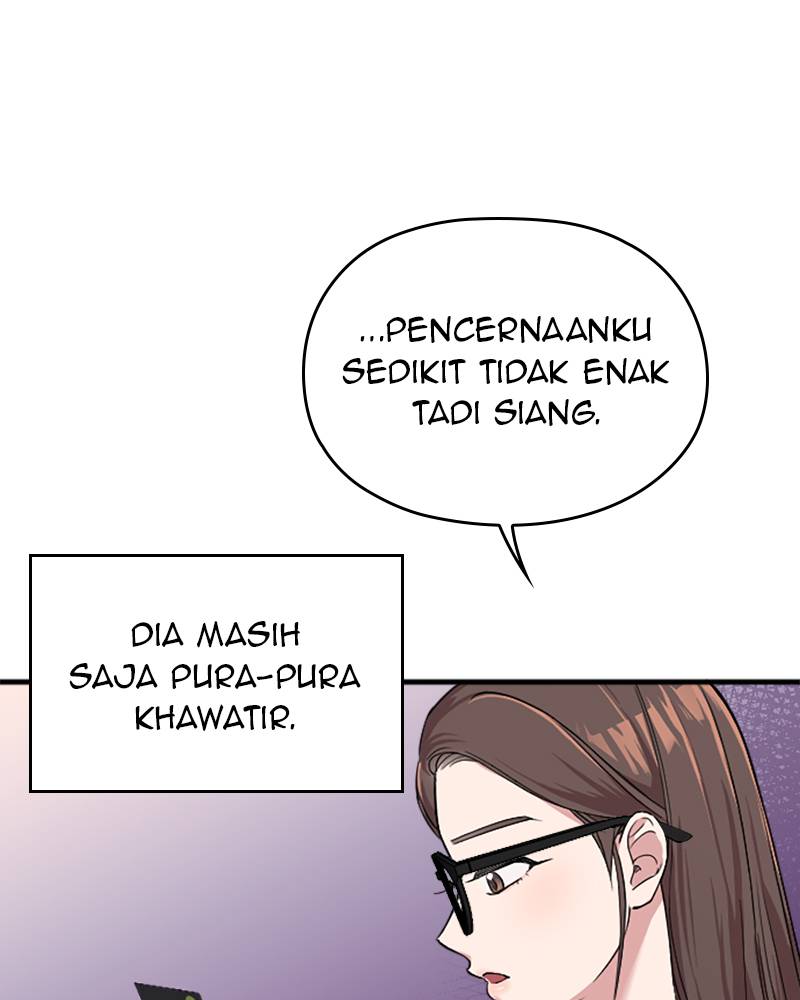 ...PENCERNAANKU
SEDIKIT TIDAK ENAK
TADI SIANG.
DIA MASIH
SAJA PURA-PURA
KHAWATIR.